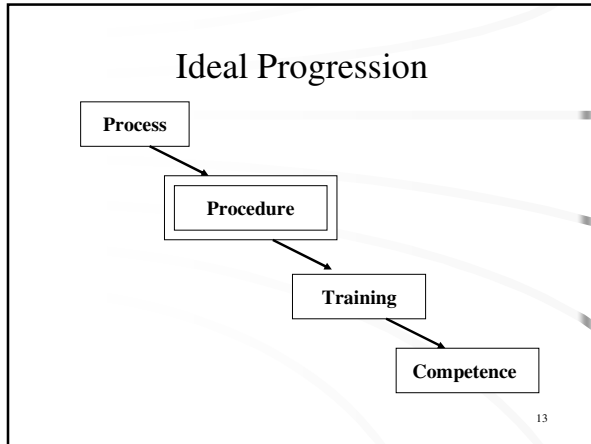 Ideal Progression
Process
Procedure
Training
Competence
13